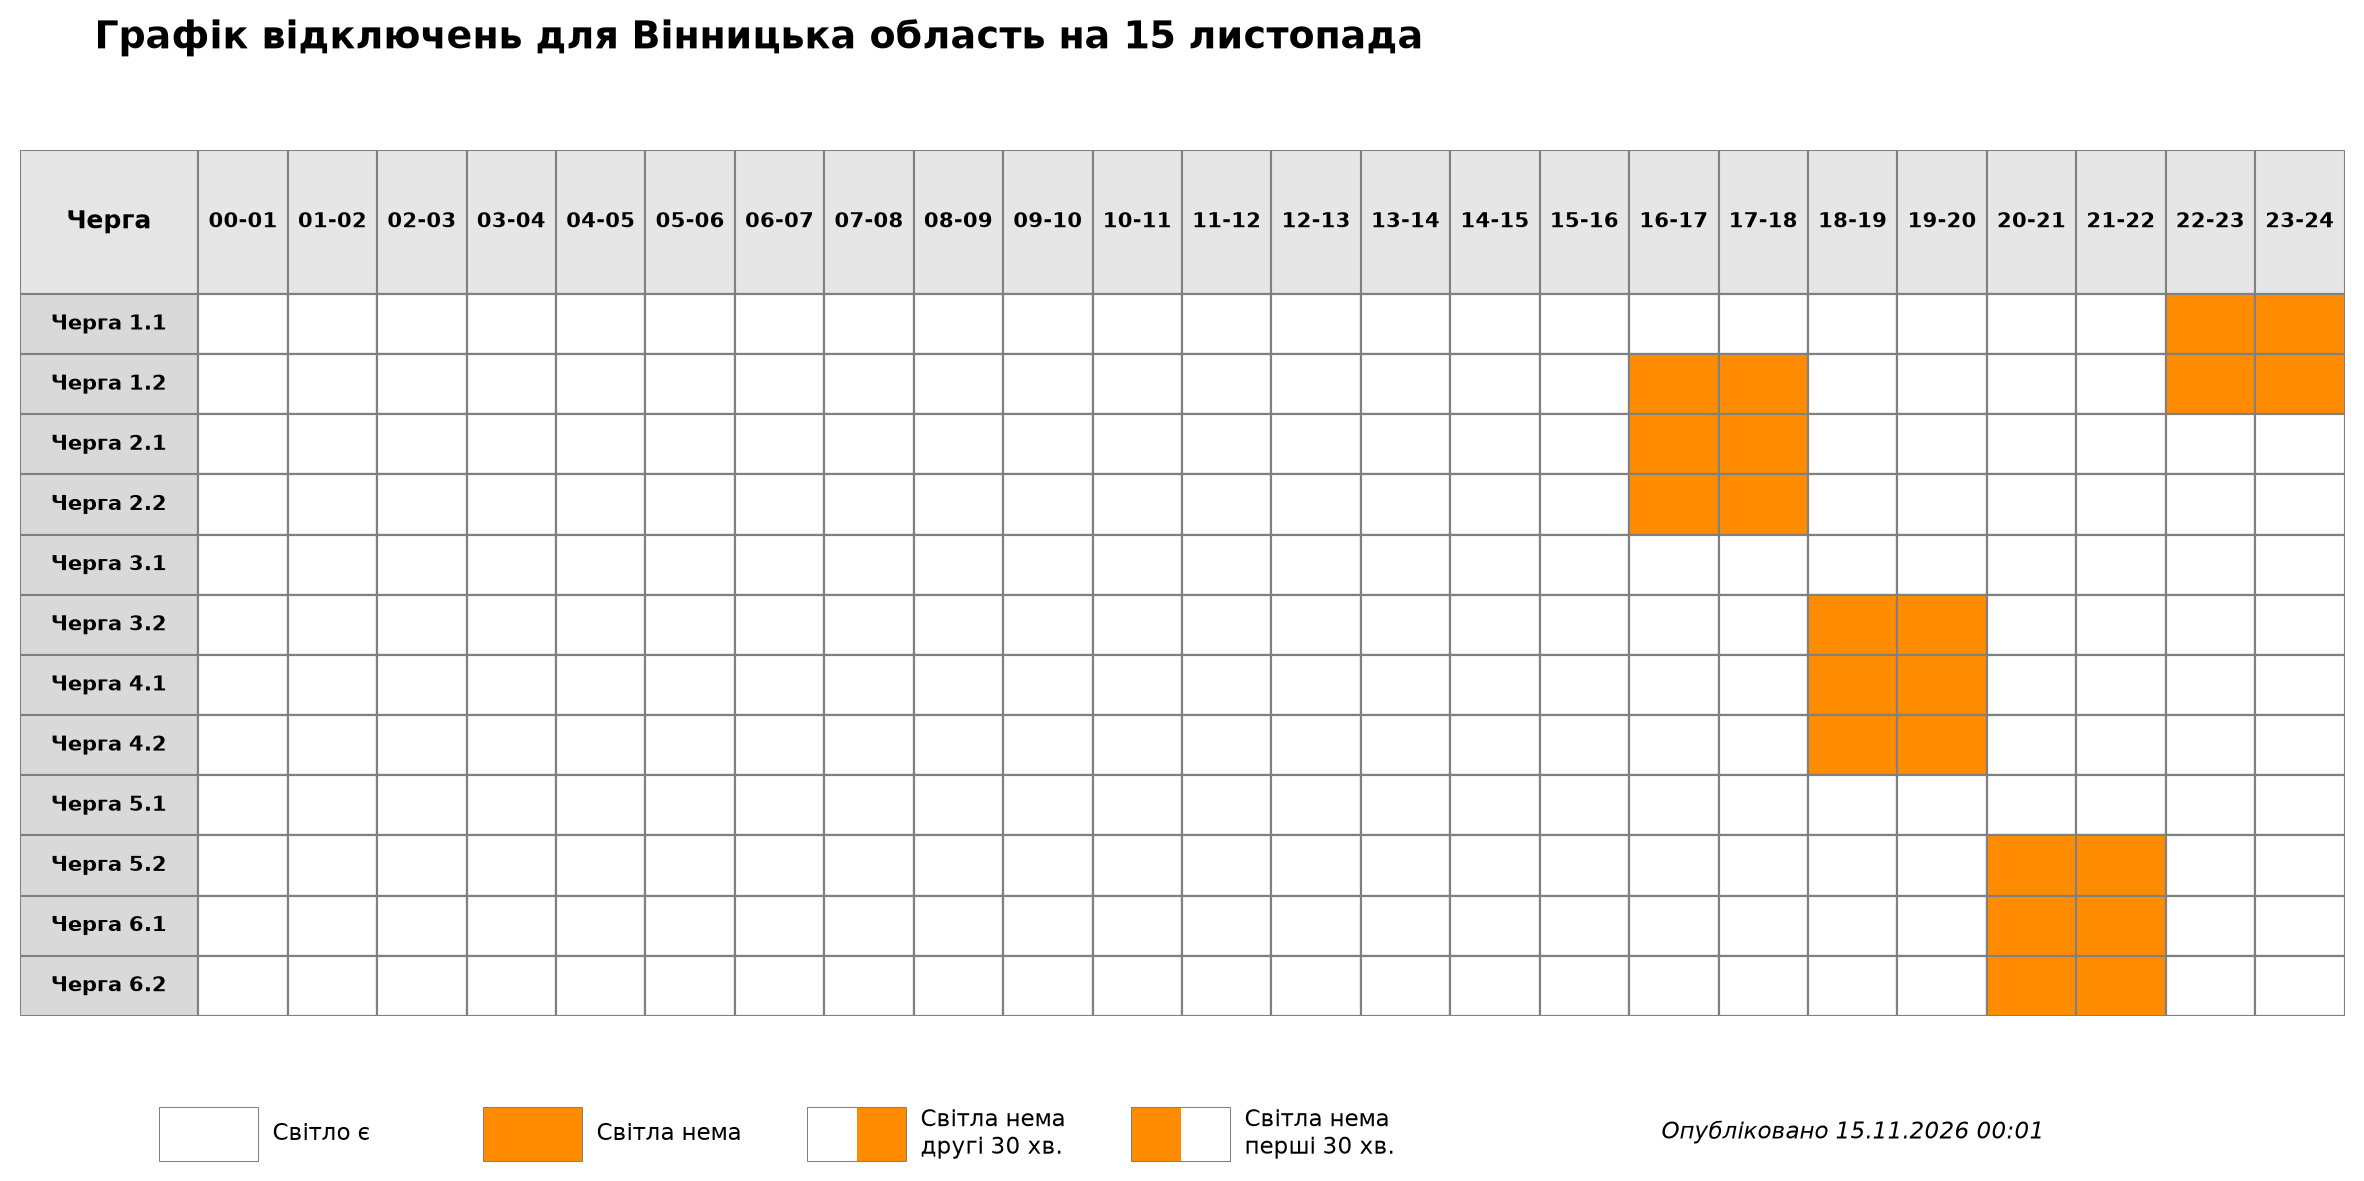 Графік відключень для Вінницька область на 15 листопада
Черга 00-01 01-02 02-03 03-04 04-05 05-06 06-07 07-08 08-09 09-10 10-11 11-12 12-13 13-14 14-15 15-16 16-17 17-18 18-19 19-20 20-21 21-22 22-23 23-24
Черга 1.1
Черга 1.2
Черга 2.1
Черга 2.2
Черга 3.1
Черга 3.2
Черга 4.1
Черга 4.2
Черга 5.1
Черга 5.2
Черга 6.1
Черга 6.2
Світло є
Світла нема
Світла нема
другі 30 хв.
Світла нема
перші 30 хв.
Опубліковано 15.11.2026 00:01